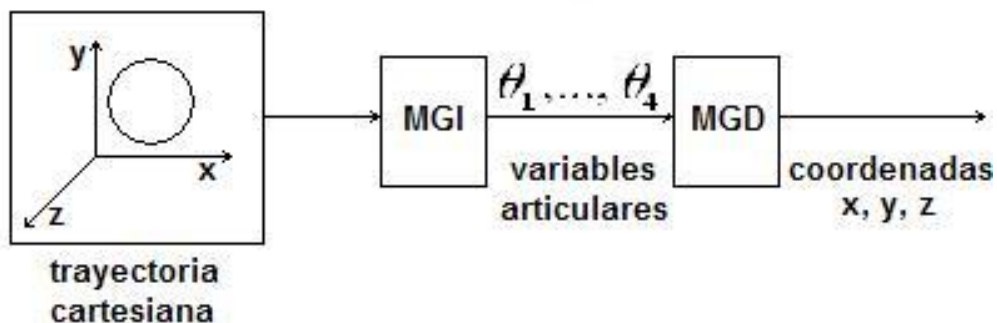 y
x
z
trayectoria
cartesiana
MGI
θ₁,..., θ₄
variables
articulares
MGD
coordenadas
x, y, z